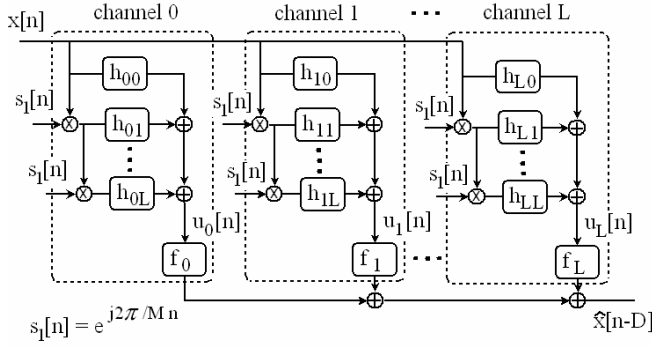 channel 0 channel 1 channel L
x[n]
h00 h10 hL0
s1[n] s1[n] s1[n]
h01 h11 hL1
s1[n] s1[n] s1[n]
h0L h1L hLL
u0[n] u1[n] uL[n]
f0 f1 fL
s1[n] = e^j2π/M n
x̂[n-D]